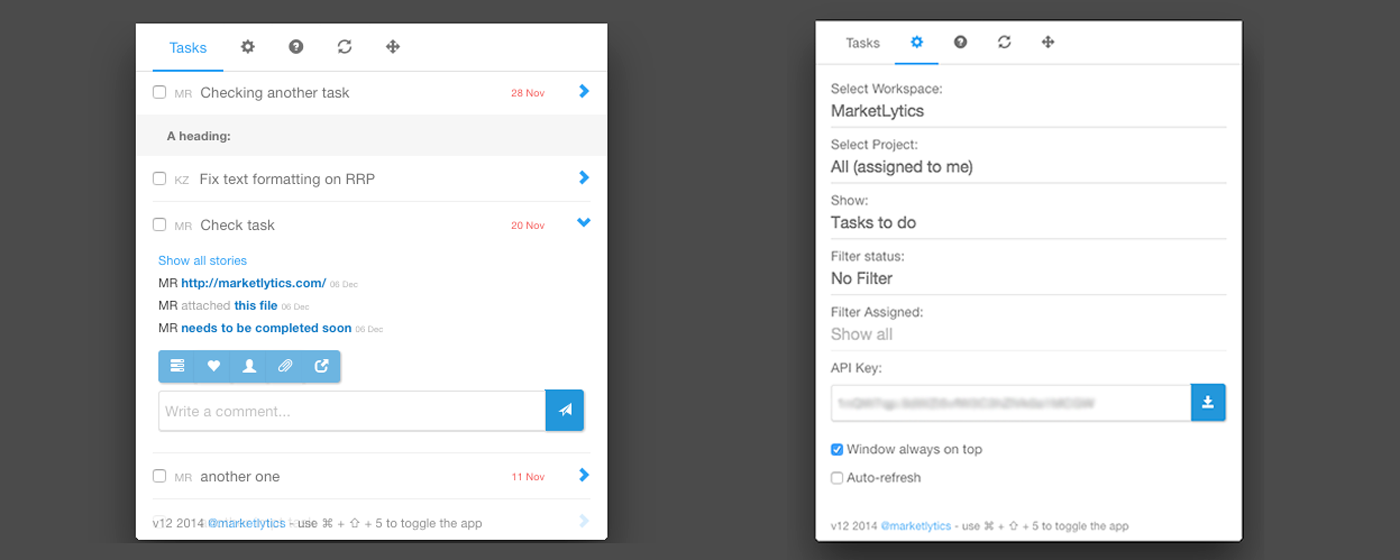 Tasks
MR Checking another task 28 Nov
A heading:
KZ Fix text formatting on RRP
MR Check task 20 Nov
Show all stories
MR http://marketlytics.com/ 06 Dec
MR attached this file 06 Dec
MR needs to be completed soon 06 Dec
Write a comment...
MR another one 11 Nov
v12 2014 @marketlytics - use ⌘ + ⇧ + 5 to toggle the app
Tasks
Select Workspace:
MarketLytics
Select Project:
All (assigned to me)
Show:
Tasks to do
Filter status:
No Filter
Filter Assigned:
Show all
API Key:
Window always on top
Auto-refresh
v12 2014 @marketlytics - use ⌘ + ⇧ + 5 to toggle the app